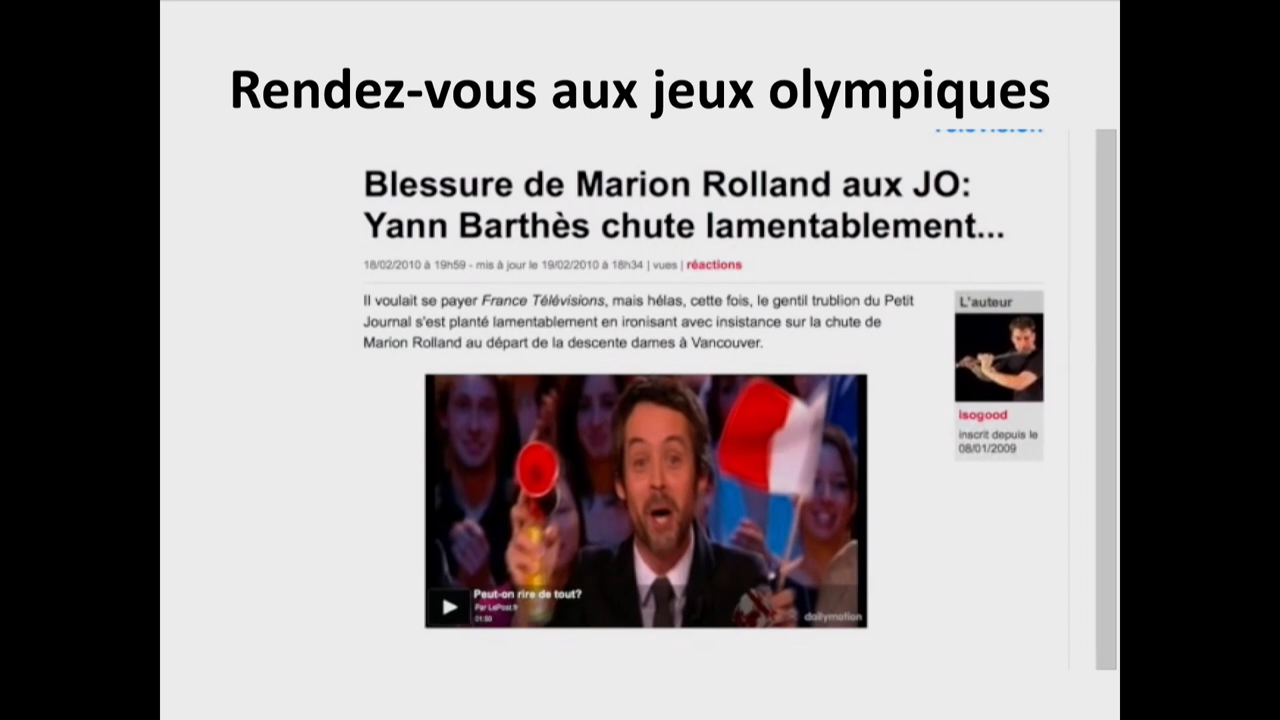 Rendez-vous aux jeux olympiques
Blessure de Marion Rolland aux JO:
Yann Barthès chute lamentablement...
18/02/2010 à 19h59 - mis à jour le 19/02/2010 à 18h34 | vues | réactions
Il voulait se payer France Télévisions, mais hélas, cette fois, le gentil trublion du Petit
Journal s'est planté lamentablement en ironisant avec insistance sur la chute de
Marion Rolland au départ de la descente dames à Vancouver.
L'auteur
Isogood
inscrit depuis le
08/01/2009
Peut-on rire de tout?
Par LePost.fr
01:50
dailymotion